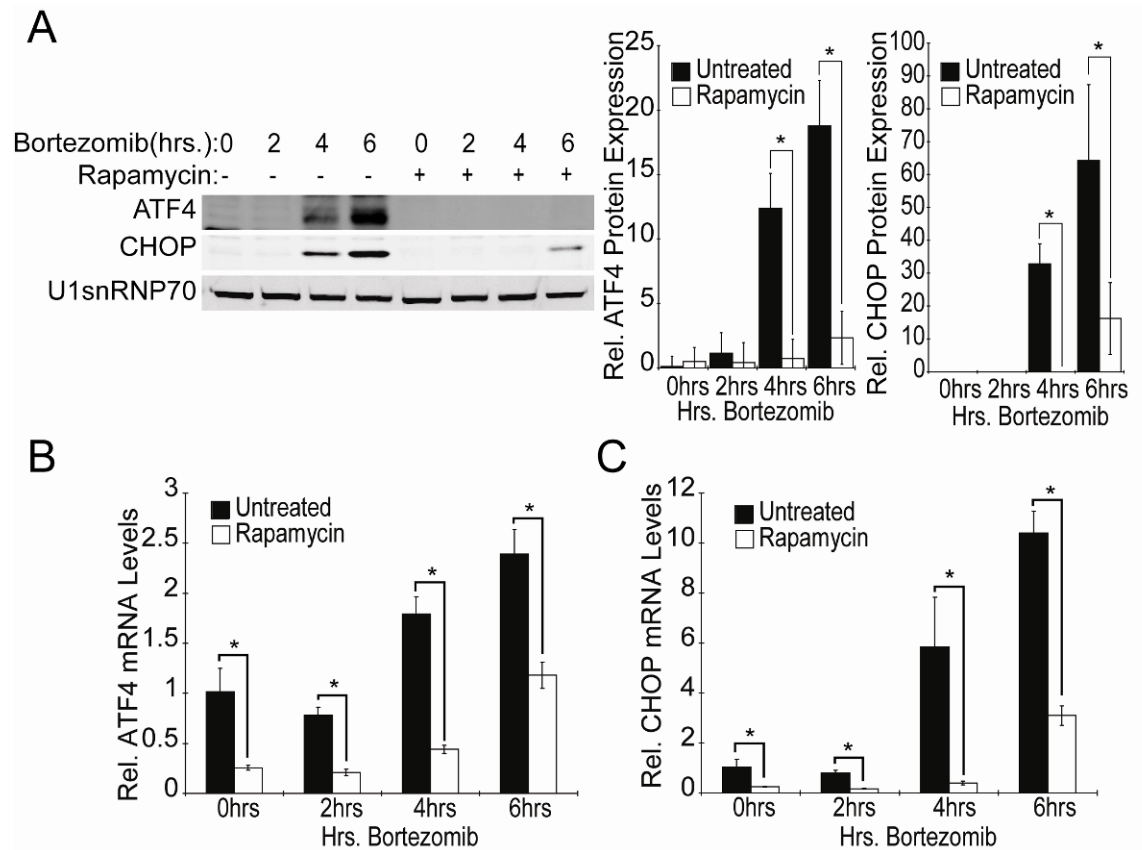 A
Bortezomib(hrs.):0 2 4 6 0 2 4 6
Rapamycin:- - - - + + + +
ATF4
CHOP
U1snRNP70
Rel. ATF4 Protein Expression
25
20
15
10
5
0
Untreated
Rapamycin
*
*
0hrs 2hrs 4hrs 6hrs
Hrs. Bortezomib
Rel. CHOP Protein Expression
100
90
80
70
60
50
40
30
20
10
0
Untreated
Rapamycin
*
*
0hrs 2hrs 4hrs 6hrs
Hrs. Bortezomib
B
Rel. ATF4 mRNA Levels
3
2.5
2
1.5
1
0.5
0
Untreated
Rapamycin
*
*
*
*
0hrs 2hrs 4hrs 6hrs
Hrs. Bortezomib
C
Rel. CHOP mRNA Levels
12
10
8
6
4
2
0
Untreated
Rapamycin
*
*
*
*
0hrs 2hrs 4hrs 6hrs
Hrs. Bortezomib